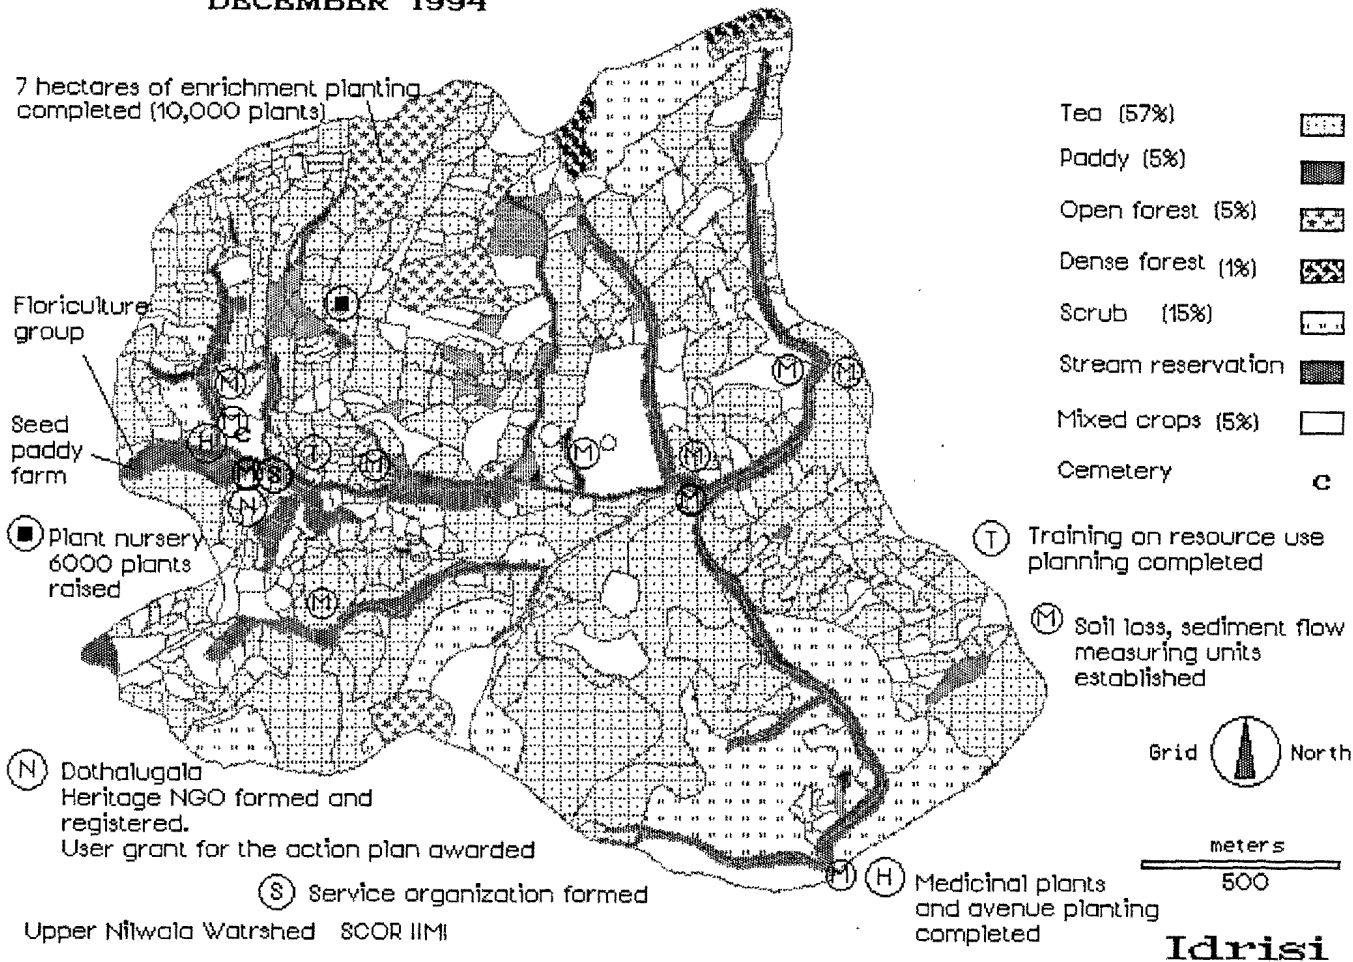 DECEMBER 1994
7 hectares of enrichment planting
completed (10,000 plants)
Floriculture
group
Seed
paddy
farm
Plant nursery
6000 plants
raised
N Dothalugala
Heritage NGO formed and
registered.
User grant for the action plan awarded
S Service organization formed
Upper Nilwala Watrshed SCOR IIMI
Tea (57%)
Paddy (5%)
Open forest (5%)
Dense forest (1%)
Scrub (15%)
Stream reservation
Mixed crops (5%)
Cemetery c
T Training on resource use
planning completed
M Soil loss, sediment flow
measuring units
established
Grid North
meters
500
H Medicinal plants
and avenue planting
completed
Idrisi
M
M
M
M
H
C
T
M
M
S
N
M
M
M
M
M
M